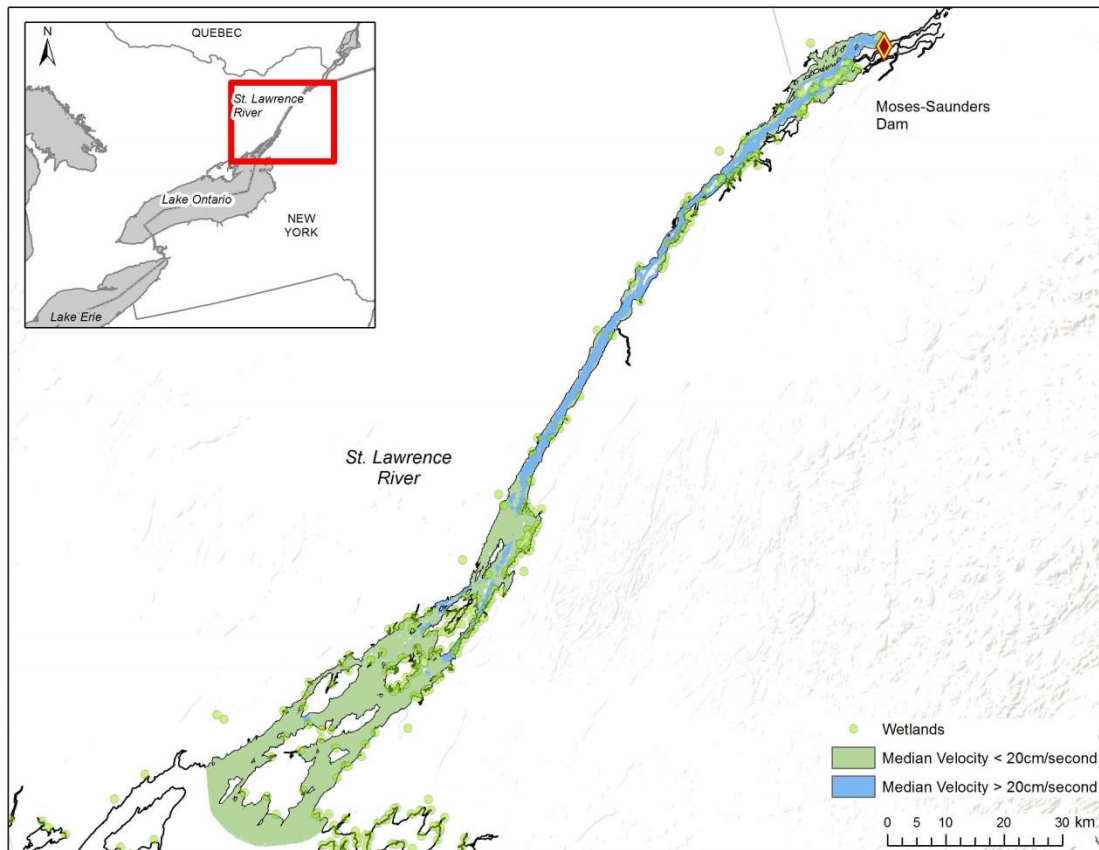 N
QUEBEC
St. Lawrence
River
Lake Ontario
NEW
YORK
Lake Erie
Moses-Saunders
Dam
St. Lawrence
River
Wetlands
Median Velocity < 20cm/second
Median Velocity > 20cm/second
0 5 10 20 30 km